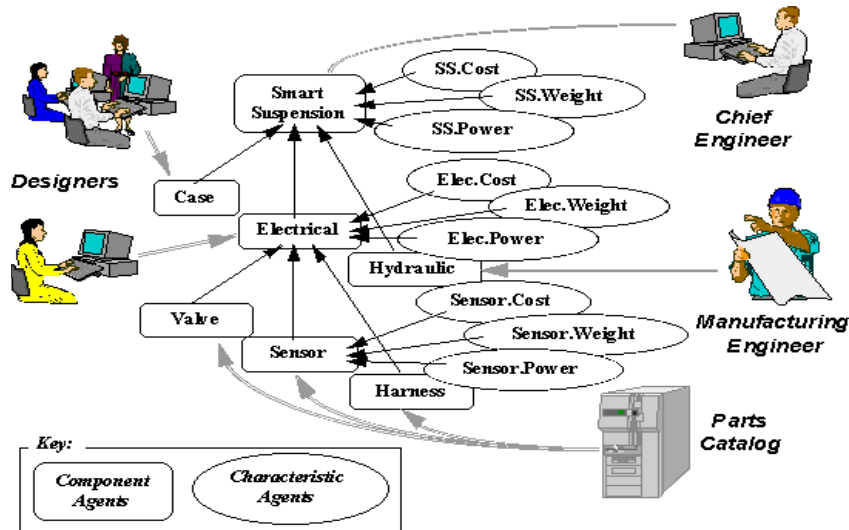 SS.Cost
Smart
Suspension
SS.Weight
SS.Power
Chief
Engineer
Designers
Case
Elec.Cost
Elec.Weight
Electrical
Elec.Power
Hydraulic
Valve
Sensor.Cost
Sensor.Weight
Manufacturing
Engineer
Sensor
Sensor.Power
Harness
Parts
Catalog
Key:
Component
Agents
Characteristic
Agents